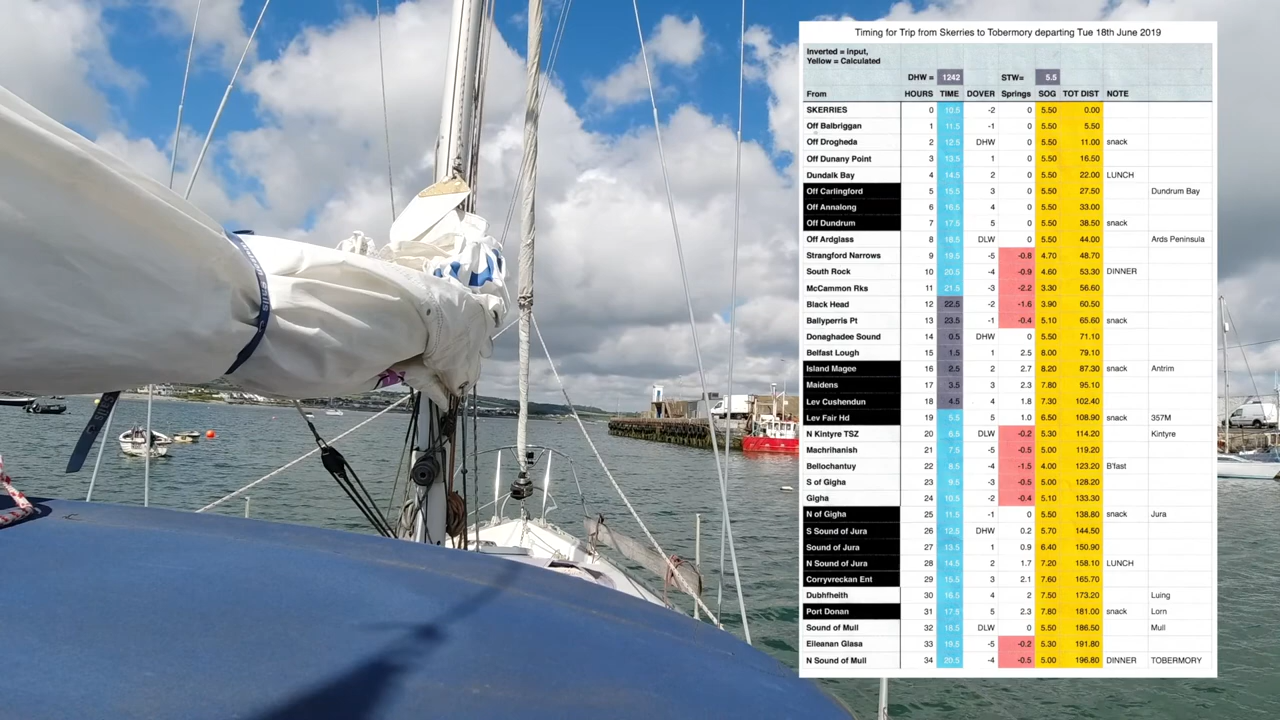 Timing for Trip from Skerries to Tobermory departing Tue 18th June 2019
Inverted = input,
Yellow = Calculated
DHW = 1242 STW= 5.5
From HOURS TIME DOVER Springs SOG TOT DIST NOTE
SKERRIES 0 10.5 -2 0 5.50 0.00
Off Balbriggan 1 11.5 -1 0 5.50 5.50
Off Drogheda 2 12.5 DHW 0 5.50 11.00 snack
Off Dunany Point 3 13.5 1 0 5.50 16.50
Dundalk Bay 4 14.5 2 0 5.50 22.00 LUNCH
Off Carlingford 5 15.5 3 0 5.50 27.50 Dundrum Bay
Off Annalong 6 16.5 4 0 5.50 33.00
Off Dundrum 7 17.5 5 0 5.50 38.50 snack
Off Ardglass 8 18.5 DLW 0 5.50 44.00 Ards Peninsula
Strangford Narrows 9 19.5 -5 -0.8 4.70 48.70
South Rock 10 20.5 -4 -0.9 4.60 53.30 DINNER
McCammon Rks 11 21.5 -3 -2.2 3.30 56.60
Black Head 12 22.5 -2 -1.6 3.90 60.50
Ballyperris Pt 13 23.5 -1 -0.4 5.10 65.60 snack
Donaghadee Sound 14 0.5 DHW 0 5.50 71.10
Belfast Lough 15 1.5 1 2.5 8.00 79.10
Island Magee 16 2.5 2 2.7 8.20 87.30 snack Antrim
Maidens 17 3.5 3 2.3 7.80 95.10
Lev Cushendun 18 4.5 4 1.8 7.30 102.40
Lev Fair Hd 19 5.5 5 1.0 6.50 108.90 snack 357M
N Kintyre TSZ 20 6.5 DLW -0.2 5.30 114.20 Kintyre
Machrihanish 21 7.5 -5 -0.5 5.00 119.20
Bellochantuy 22 8.5 -4 -1.5 4.00 123.20 B'fast
S of Gigha 23 9.5 -3 -0.5 5.00 128.20
Gigha 24 10.5 -2 -0.4 5.10 133.30
N of Gigha 25 11.5 -1 0 5.50 138.80 snack Jura
S Sound of Jura 26 12.5 DHW 0.2 5.70 144.50
Sound of Jura 27 13.5 1 0.9 6.40 150.90
N Sound of Jura 28 14.5 2 1.7 7.20 158.10 LUNCH
Corryvreckan Ent 29 15.5 3 2.1 7.60 165.70
Dubhfheith 30 16.5 4 2 7.50 173.20 Luing
Port Donan 31 17.5 5 2.3 7.80 181.00 snack Lorn
Sound of Mull 32 18.5 DLW 0 5.50 186.50 Mull
Eileanan Glasa 33 19.5 -5 -0.2 5.30 191.80
N Sound of Mull 34 20.5 -4 -0.5 5.00 196.80 DINNER TOBERMORY